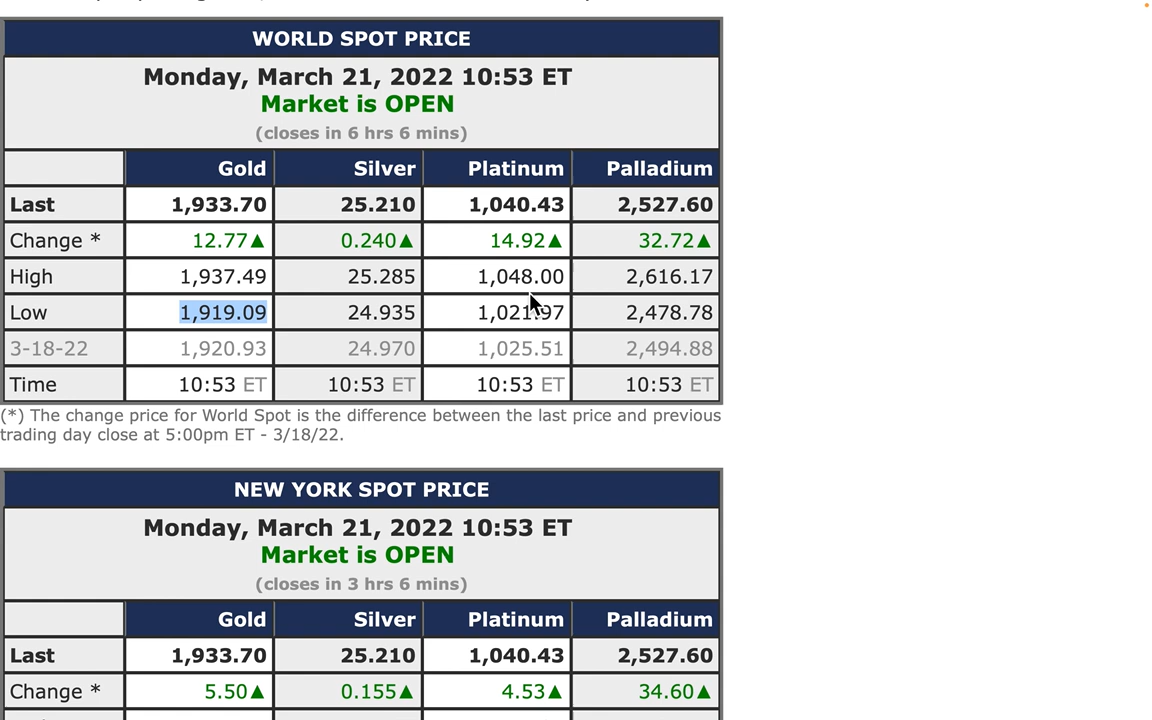 WORLD SPOT PRICE
Monday, March 21, 2022 10:53 ET
Market is OPEN
(closes in 6 hrs 6 mins)
Gold Silver Platinum Palladium
Last 1,933.70 25.210 1,040.43 2,527.60
Change * 12.77▲ 0.240▲ 14.92▲ 32.72▲
High 1,937.49 25.285 1,048.00 2,616.17
Low 1,919.09 24.935 1,021.97 2,478.78
3-18-22 1,920.93 24.970 1,025.51 2,494.88
Time 10:53 ET 10:53 ET 10:53 ET 10:53 ET
(*) The change price for World Spot is the difference between the last price and previous
trading day close at 5:00pm ET - 3/18/22.
NEW YORK SPOT PRICE
Monday, March 21, 2022 10:53 ET
Market is OPEN
(closes in 3 hrs 6 mins)
Gold Silver Platinum Palladium
Last 1,933.70 25.210 1,040.43 2,527.60
Change * 5.50▲ 0.155▲ 4.53▲ 34.60▲